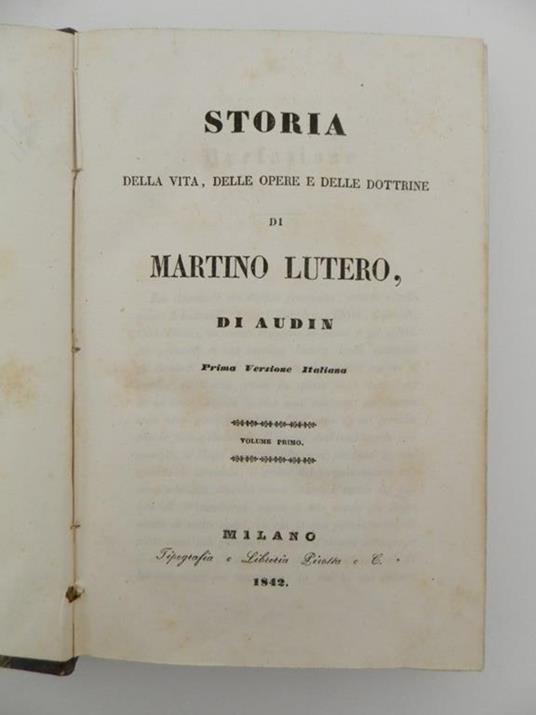 STORIA
DELLA VITA, DELLE OPERE E DELLE DOTTRINE
DI
MARTINO LUTERO,
DI AUDIN
Prima Versione Italiana
VOLUME PRIMO.
MILANO
Tipografia e Libreria Pirotta e C.
1842.